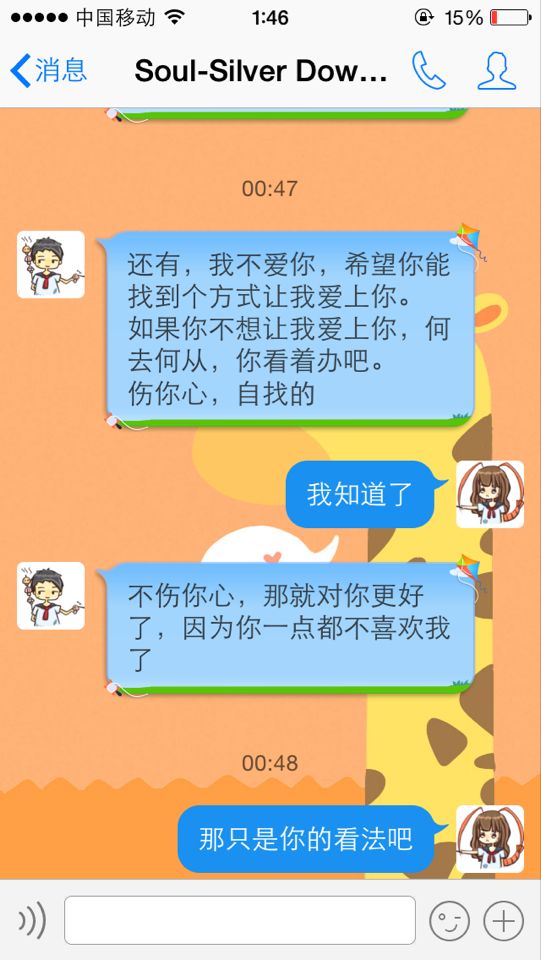 中国移动
1:46
15%
消息
Soul-Silver Dow...
00:47
还有，我不爱你，希望你能
找到个方式让我爱上你。
如果你不想让我爱上你，何
去何从，你看着办吧。
伤你心，自找的
我知道了
不伤你心，那就对你更好
了，因为你一点都不喜欢我
了
00:48
那只是你的看法吧